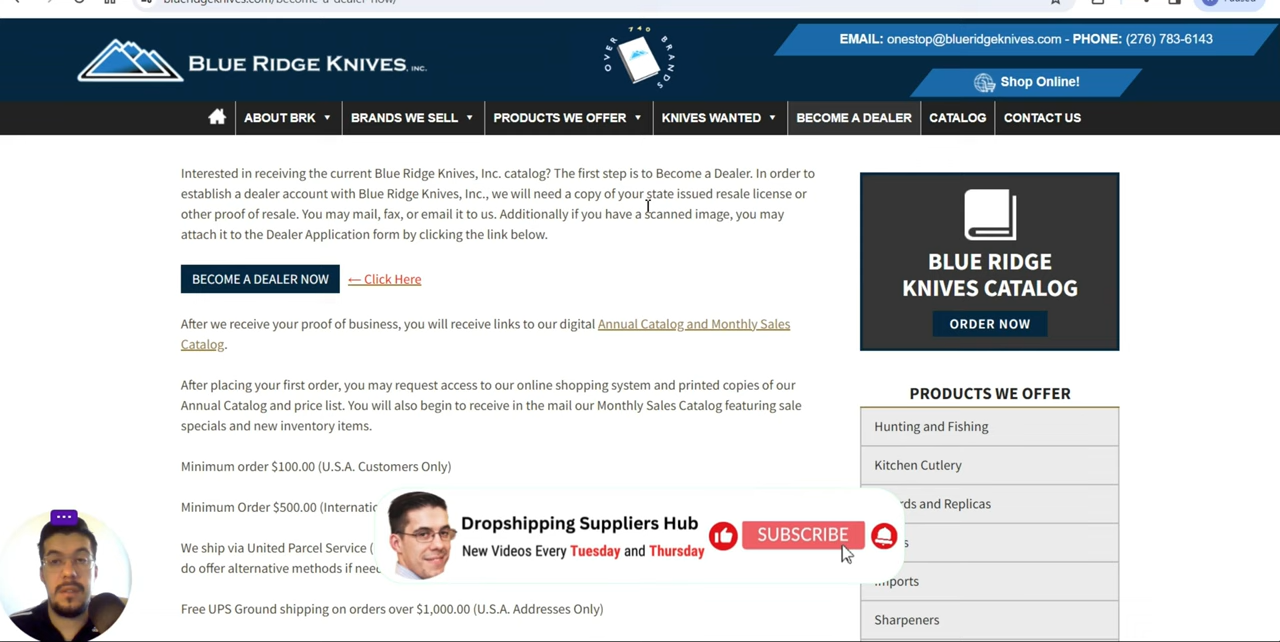 blueridgeknives.com/become-a-dealer-now/
Paused
BLUE RIDGE KNIVES, INC.
OVER 740 BRANDS
EMAIL: onestop@blueridgeknives.com - PHONE: (276) 783-6143
Shop Online!
ABOUT BRK
BRANDS WE SELL
PRODUCTS WE OFFER
KNIVES WANTED
BECOME A DEALER
CATALOG
CONTACT US
Interested in receiving the current Blue Ridge Knives, Inc. catalog? The first step is to Become a Dealer. In order to
establish a dealer account with Blue Ridge Knives, Inc., we will need a copy of your state issued resale license or
other proof of resale. You may mail, fax, or email it to us. Additionally if you have a scanned image, you may
attach it to the Dealer Application form by clicking the link below.
BECOME A DEALER NOW ← Click Here
After we receive your proof of business, you will receive links to our digital Annual Catalog and Monthly Sales
Catalog.
After placing your first order, you may request access to our online shopping system and printed copies of our
Annual Catalog and price list. You will also begin to receive in the mail our Monthly Sales Catalog featuring sale
specials and new inventory items.
Minimum order $100.00 (U.S.A. Customers Only)
Minimum Order $500.00
We ship via United Parcel Service (
do offer alternative methods if
Free UPS Ground shipping on orders over $1,000.00 (U.S.A. Addresses Only)
BLUE RIDGE
KNIVES CATALOG
ORDER NOW
PRODUCTS WE OFFER
Hunting and Fishing
Kitchen Cutlery
and Replicas
Imports
Sharpeners
Dropshipping Suppliers Hub
New Videos Every Tuesday and Thursday
SUBSCRIBE